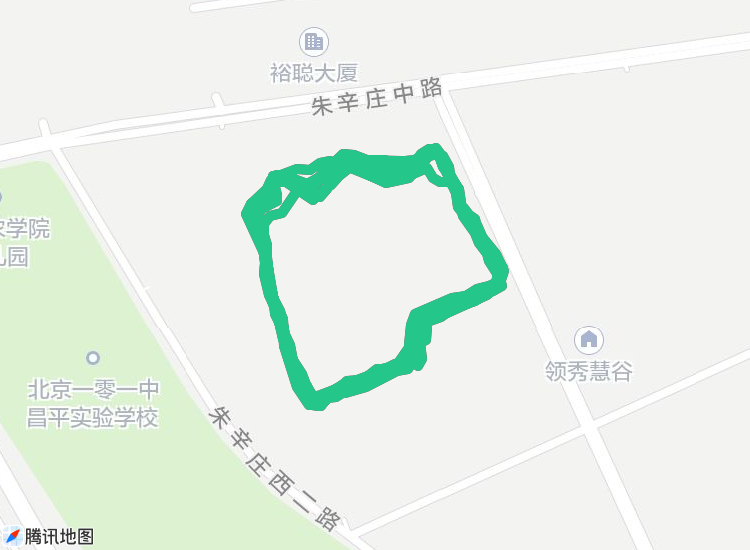 裕聪大厦
朱辛庄中路
农学院
儿园
领秀慧谷
北京一零一中
昌平实验学校
朱辛庄西二路
腾讯地图